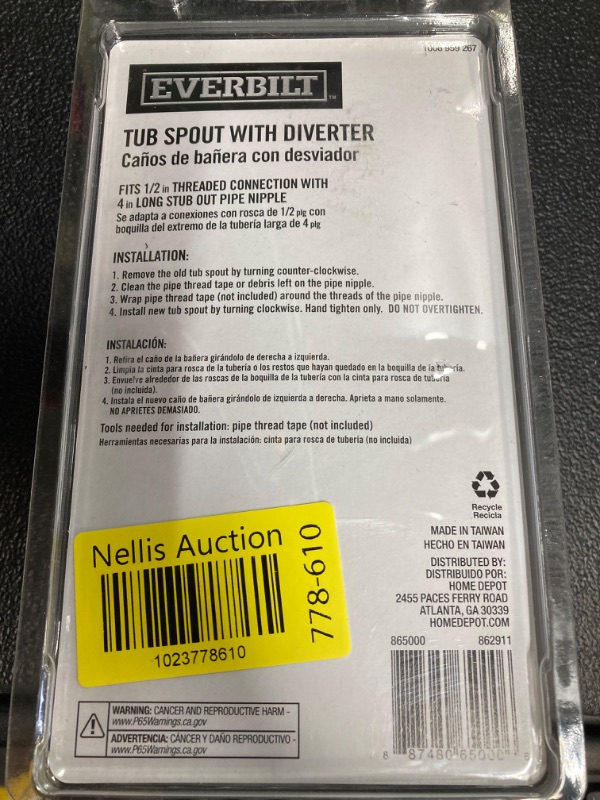 EVERBILT™
TUB SPOUT WITH DIVERTER
Caños de bañera con desviador
FITS 1/2 in THREADED CONNECTION WITH
4 in LONG STUB OUT PIPE NIPPLE
Se adapta a conexiones con rosca de 1/2 plg con
boquilla del extremo de la tubería larga de 4 plg
INSTALLATION:
1. Remove the old tub spout by turning counter-clockwise.
2. Clean the pipe thread tape or debris left on the pipe nipple.
3. Wrap pipe thread tape (not included) around the threads of the pipe nipple.
4. Install new tub spout by turning clockwise. Hand tighten only. DO NOT OVERTIGHTEN.
INSTALACIÓN:
1. Retira el caño de la bañera girándolo de derecha a izquierda.
2. Limpia la cinta para rosca de la tubería o los restos que hayan quedado en la boquilla de la tubería.
3. Envuelve alrededor de las roscas de la boquilla de la tubería con la cinta para rosca de tubería
(no incluida).
4. Instala el nuevo caño de bañera girándolo de izquierda a derecha. Aprieta a mano solamente.
NO APRIETES DEMASIADO.
Tools needed for installation: pipe thread tape (not included)
Herramientas necesarias para la instalación: cinta para rosca de tubería (no incluida)
Recycle
Recicla
MADE IN TAIWAN
HECHO EN TAIWAN
DISTRIBUTED BY:
DISTRIBUIDO POR:
HOME DEPOT
2455 PACES FERRY ROAD
ATLANTA, GA 30339
HOMEDEPOT.COM
865000 862911
Nellis Auction
778-610
1023778610
WARNING: CANCER AND REPRODUCTIVE HARM -
www.P65Warnings.ca.gov
ADVERTENCIA: CÁNCER Y DAÑO REPRODUCTIVO -
www.P65Warnings.ca.gov